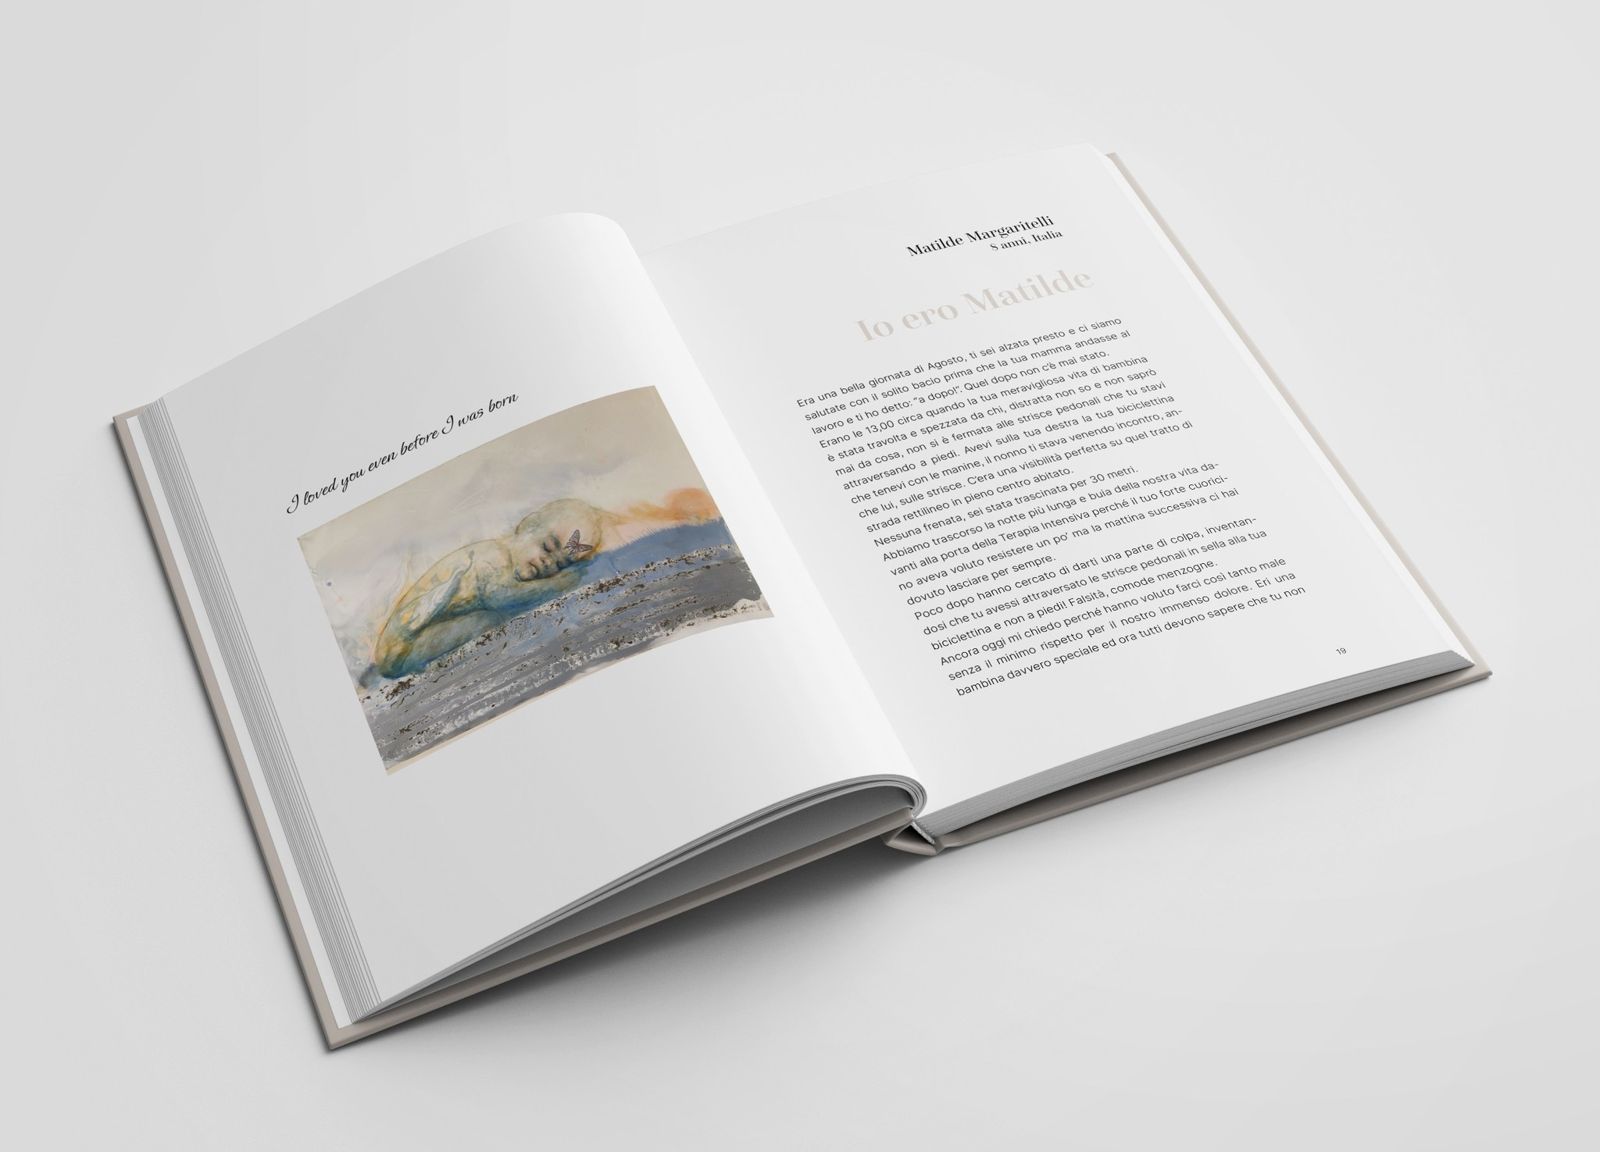 I loved you even before I was born
Matilde Margaritelli
8 anni, Italia
Io ero Matilde
Era una bella giornata di Agosto, ti sei alzata presto e ci siamo
salutate con il solito bacio prima che la tua mamma andasse al
lavoro e ti ho detto: “a dopo!”. Quel dopo non c’è mai stato.
Erano le 13,00 circa quando la tua meravigliosa vita di bambina
è stata travolta e spezzata da chi, distratta non so e non saprò
mai da cosa, non si è fermata alle strisce pedonali che tu stavi
attraversando a piedi. Avevi sulla tua destra la tua biciclettina
che tenevi con le manine, il nonno ti stava venendo incontro, an-
che lui, sulle strisce. C’era una visibilità perfetta su quel tratto di
strada rettilineo in pieno centro abitato.
Nessuna frenata, sei stata trascinata per 30 metri.
Abbiamo trascorso la notte più lunga e buia della nostra vita da-
vanti alla porta della Terapia Intensiva perché il tuo forte cuorici-
no aveva voluto resistere un po’ ma la mattina successiva ci hai
dovuto lasciare per sempre.
Poco dopo hanno cercato di darti una parte di colpa, inventan-
dosi che tu avessi attraversato le strisce pedonali in sella alla tua
biciclettina e non a piedi! Falsità, comode menzogne.
Ancora oggi mi chiedo perché hanno voluto farci così tanto male
senza il minimo rispetto per il nostro immenso dolore. Eri una
bambina davvero speciale ed ora tutti devono sapere che tu non
19